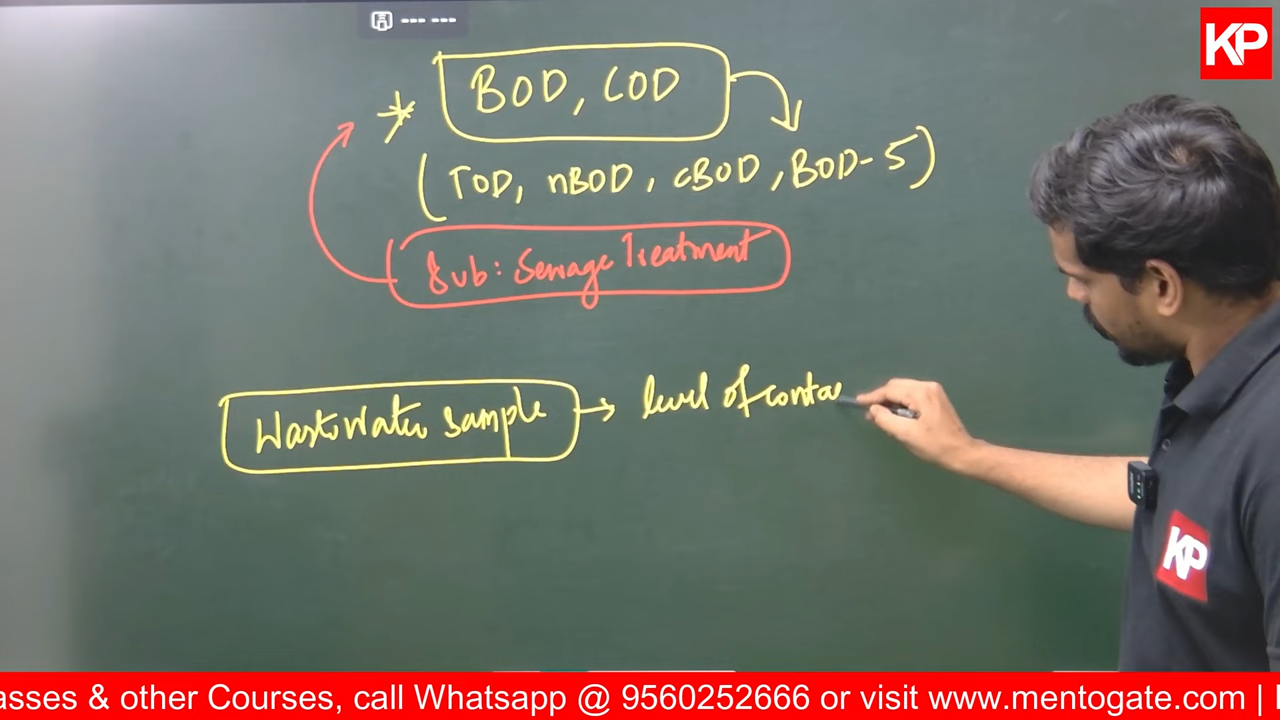 KP
BOD, COD
(TOD, nBOD, cBOD, BOD-5)
Sub: Sewage Treatment
WasteWater sample → level of conta
KP
asses & other Courses, call Whatsapp @ 9560252666 or visit www.mentogate.com |